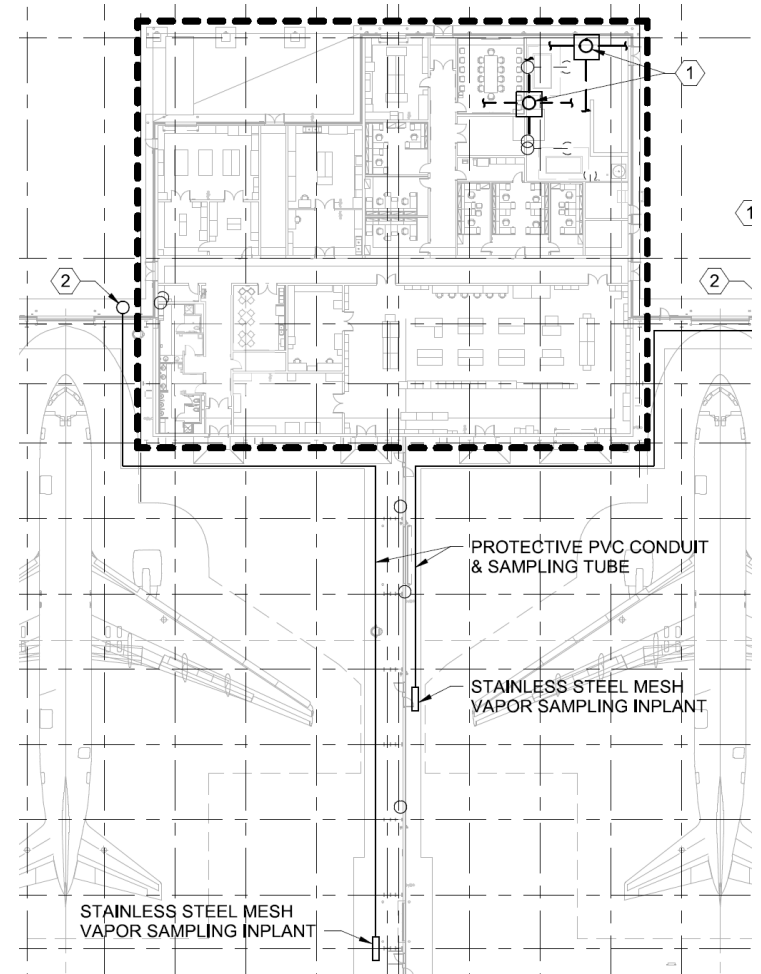 1
1
2
2
PROTECTIVE PVC CONDUIT
& SAMPLING TUBE
STAINLESS STEEL MESH
VAPOR SAMPLING INPLANT
STAINLESS STEEL MESH
VAPOR SAMPLING INPLANT